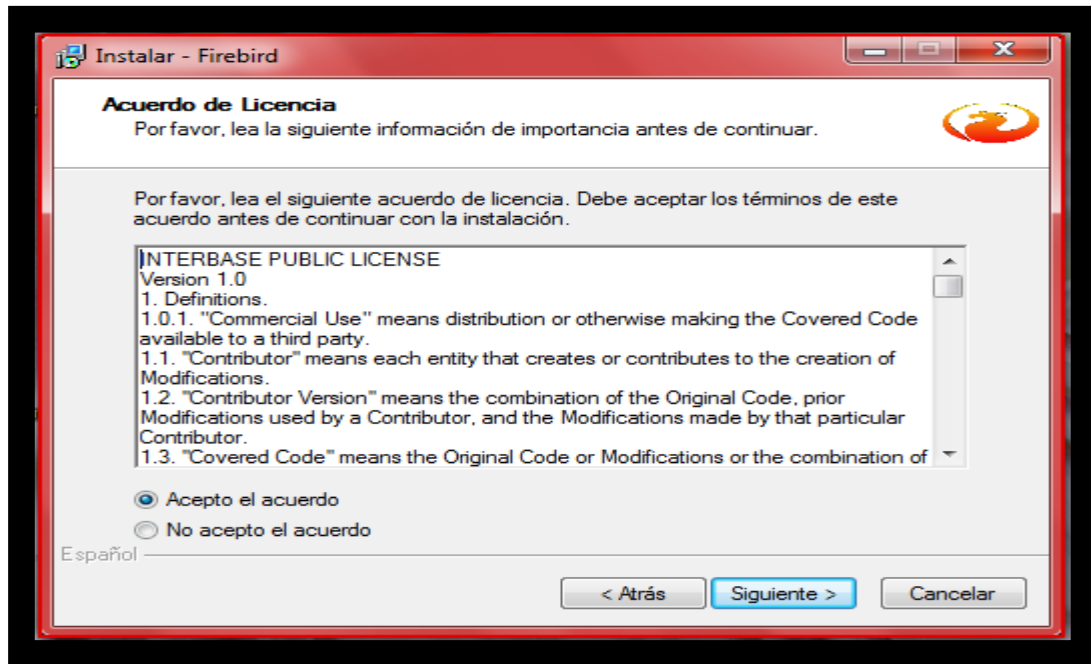 Instalar - Firebird
Acuerdo de Licencia
Por favor, lea la siguiente información de importancia antes de continuar.
Por favor, lea el siguiente acuerdo de licencia. Debe aceptar los términos de este
acuerdo antes de continuar con la instalación.
INTERBASE PUBLIC LICENSE
Version 1.0
1. Definitions.
1.0.1. "Commercial Use" means distribution or otherwise making the Covered Code
available to a third party.
1.1. "Contributor" means each entity that creates or contributes to the creation of
Modifications.
1.2. "Contributor Version" means the combination of the Original Code, prior
Modifications used by a Contributor, and the Modifications made by that particular
Contributor.
1.3. "Covered Code" means the Original Code or Modifications or the combination of
Acepto el acuerdo
No acepto el acuerdo
Español
< Atrás Siguiente > Cancelar